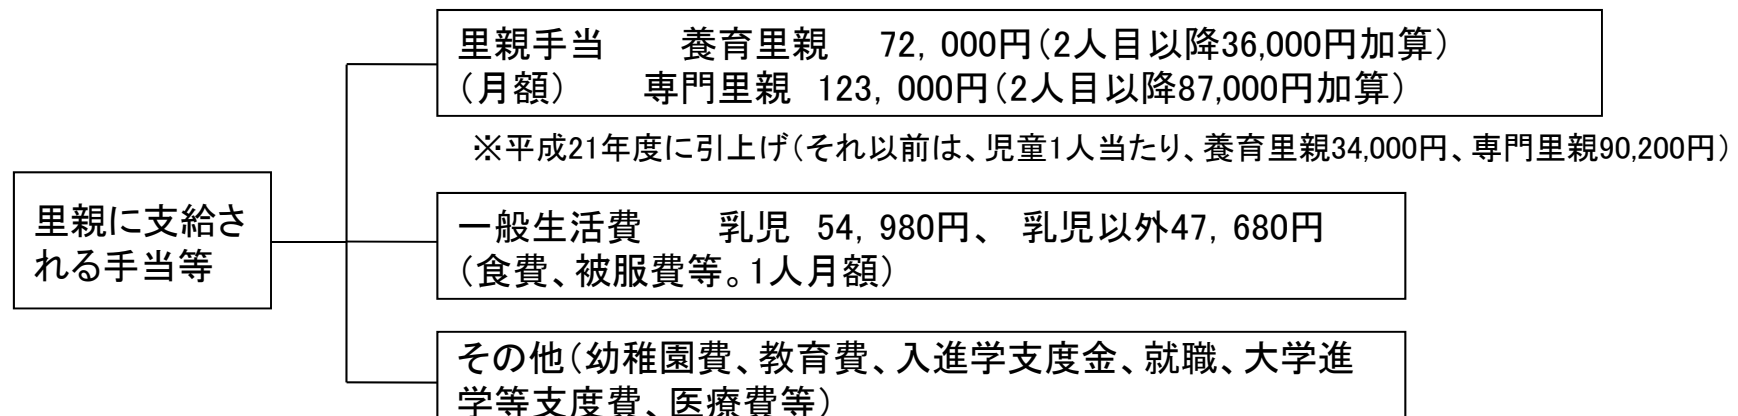 里親手当　　養育里親　 72, 000円（2人目以降36,000円加算）
（月額）　　専門里親　123, 000円（2人目以降87,000円加算）
※平成21年度に引上げ（それ以前は、児童1人当たり、養育里親34,000円、専門里親90,200円）
里親に支給さ
れる手当等
一般生活費　　乳児　54, 980円、 乳児以外47, 680円
（食費、被服費等。1人月額）
その他（幼稚園費、教育費、入進学支度金、就職、大学進
学等支度費、医療費等）